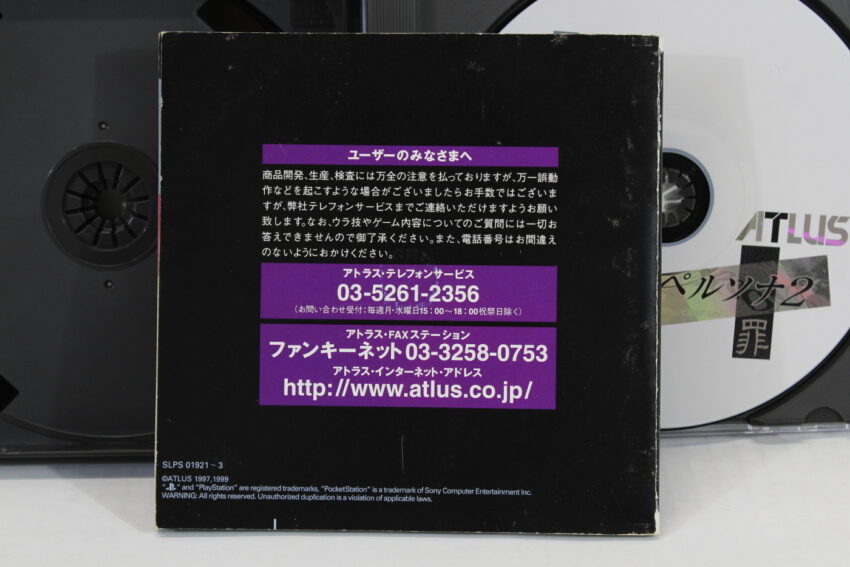 ユーザーのみなさまへ
商品開発、生産、検査には万全の注意を払っておりますが、万一誤動
作などを起こすような場合がございましたらお手数ではございま
すが、弊社テレフォンサービスまでご連絡いただけますようお願い
致します。なお、ウラ技やゲーム内容についてのご質問には一切お
答えできませんので御了承ください。また、電話番号はお間違え
のないようにおかけください。
アトラス・テレフォンサービス
03-5261-2356
(お問い合わせ受付:毎週月・水曜日15:00〜18:00祝祭日除く)
アトラス・FAXステーション
ファンキーネット03-3258-0753
アトラス・インターネット・アドレス
http://www.atlus.co.jp/
SLPS 01921~3
©ATLUS 1997,1999
" " and "PlayStation" are registered trademarks, "PocketStation" is a trademark of Sony Computer Entertainment Inc.
WARNING: All rights reserved. Unauthorized duplication is a violation of applicable laws.
ATLUS
ペルソナ2
罪